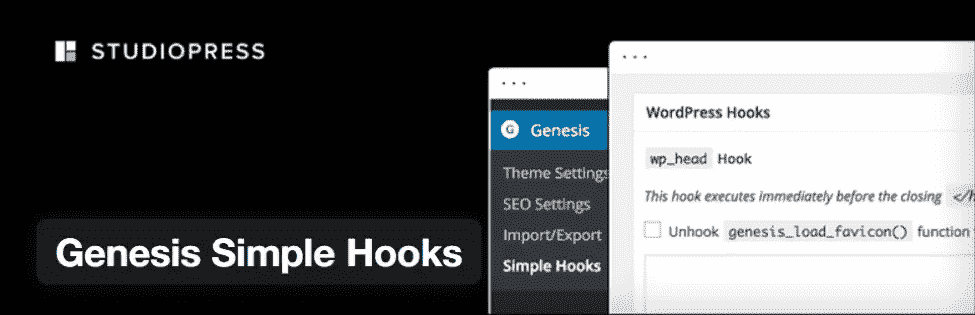 STUDIOPRESS
Genesis Simple Hooks
G Genesis
Theme Settings
SEO Settings
Import/Export
Simple Hooks
WordPress Hooks
wp_head Hook
This hook executes immediately before the closing </h
Unhook genesis_load_favicon() function